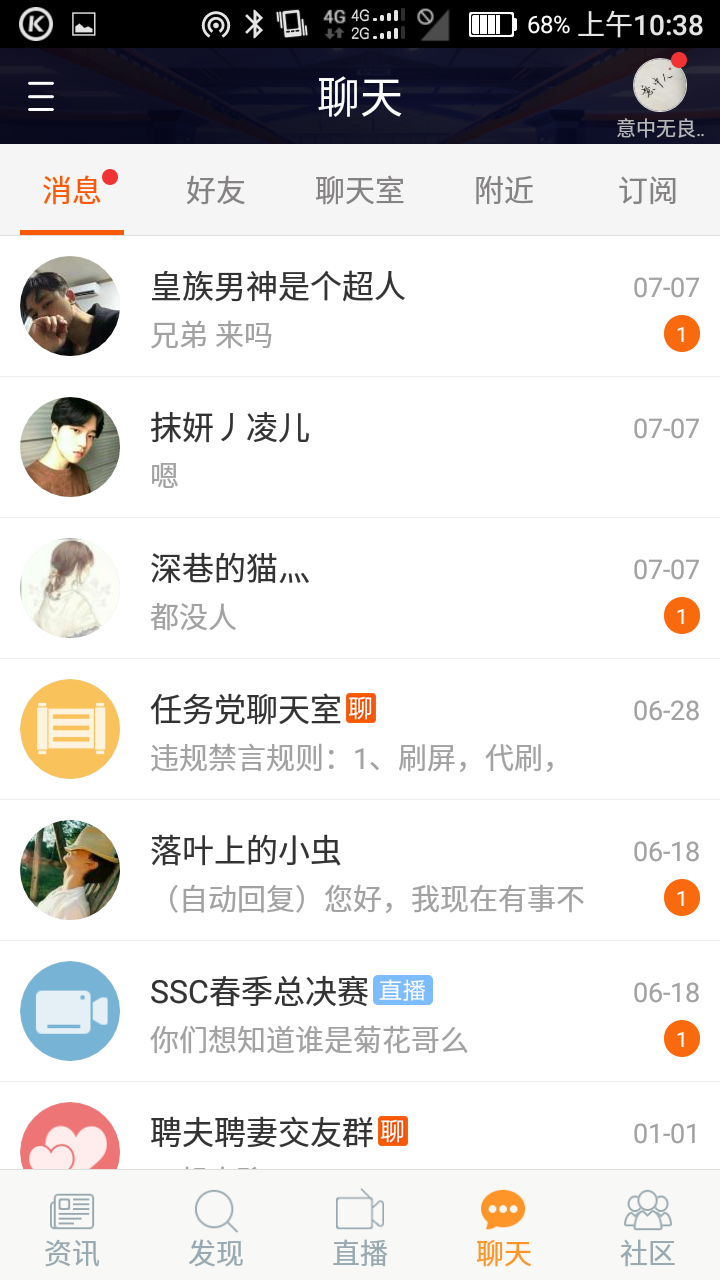 4G 4G 2G 68% 上午10:38
聊天
意中无良..
消息 好友 聊天室 附近 订阅
皇族男神是个超人 07-07
兄弟 来吗 1
抹妍丿凌儿 07-07
嗯
深巷的猫灬 07-07
都没人 1
任务党聊天室 聊 06-28
违规禁言规则：1、刷屏，代刷，
落叶上的小虫 06-18
（自动回复）您好，我现在有事不 1
SSC春季总决赛 直播 06-18
你们想知道谁是菊花哥么 1
聘夫聘妻交友群 聊 01-01
资讯 发现 直播 聊天 社区